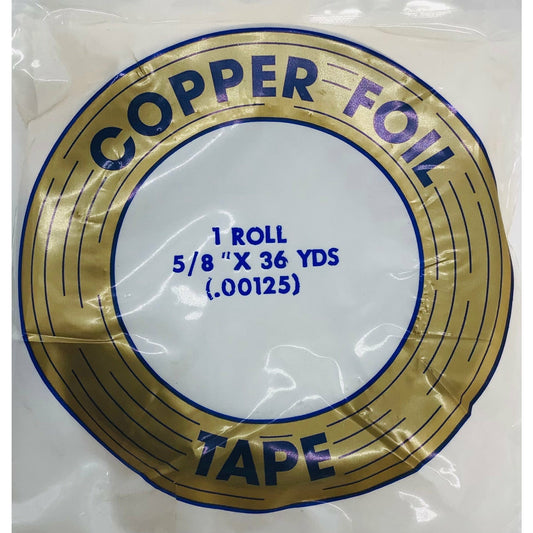 COPPER FOIL
1 ROLL
5/8 "X 36 YDS
(.00125)
TAPE